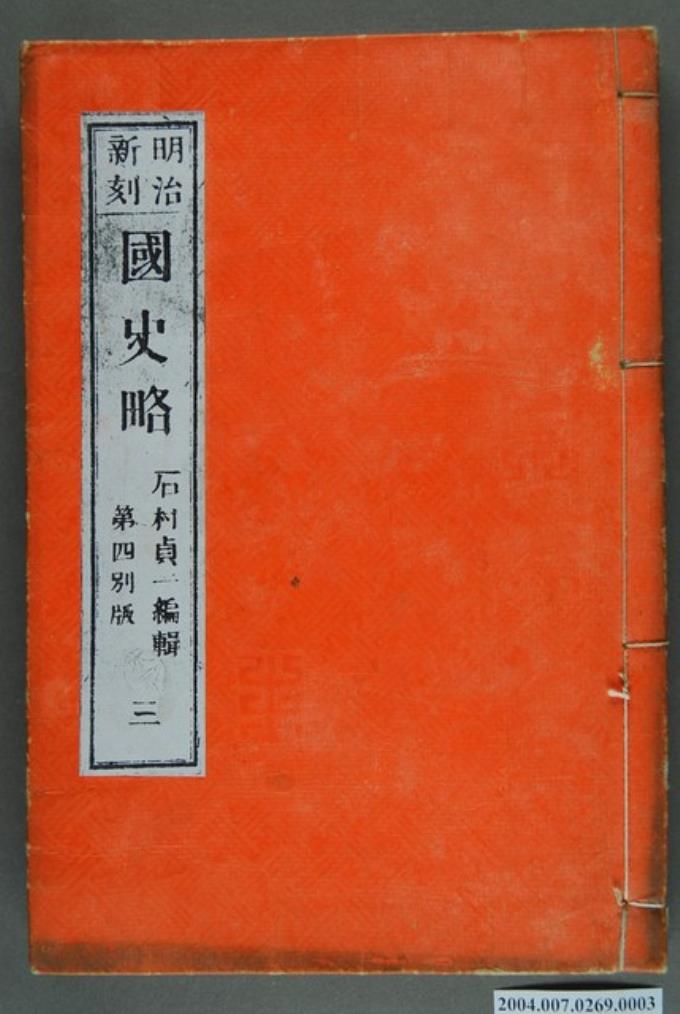 明治
新刻
國史略
石村貞一編輯
第四別版
三
2004.007.0269.0003